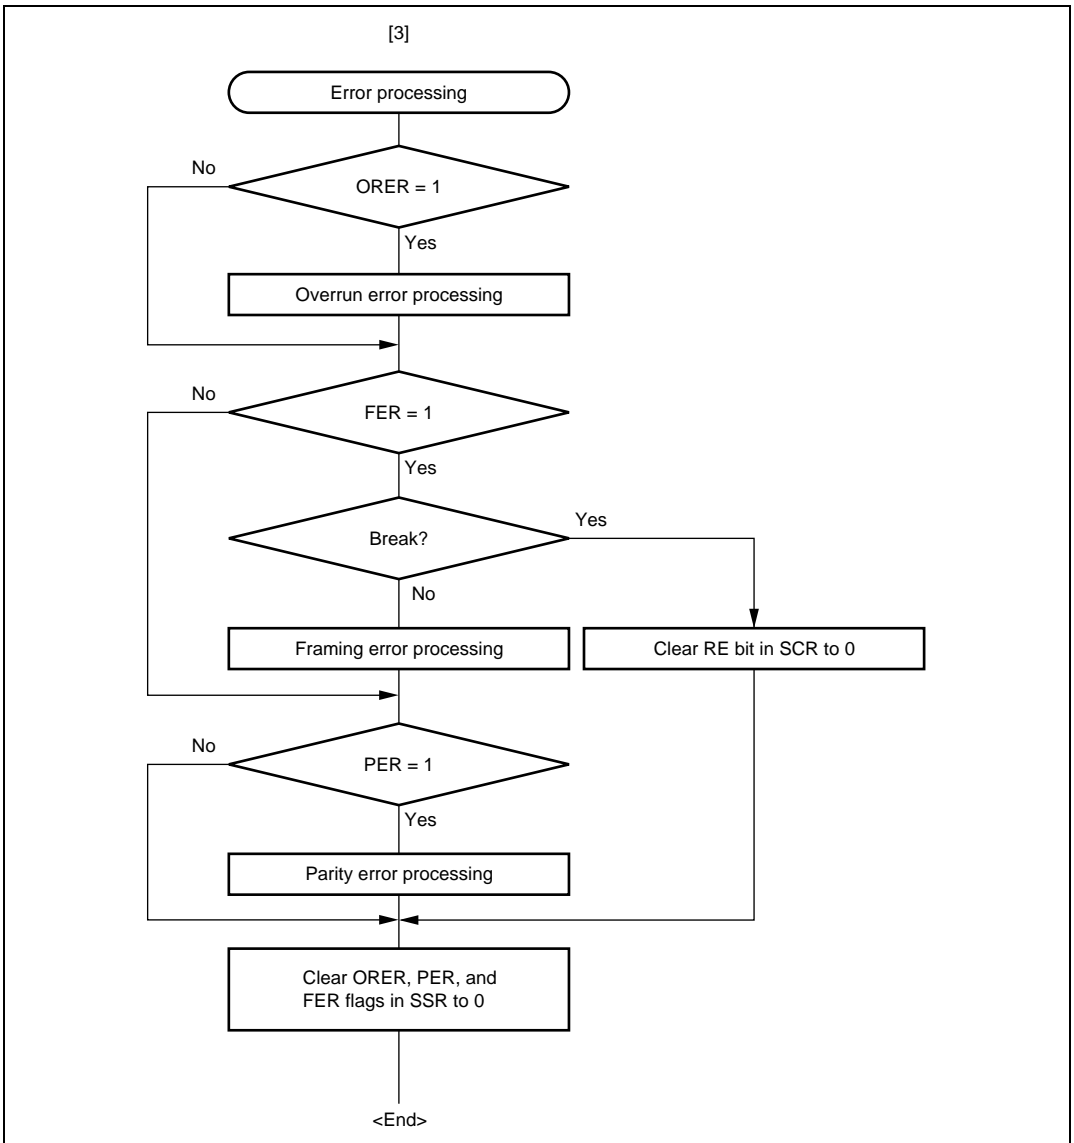 [3]
Error processing
No
ORER = 1
Yes
Overrun error processing
No
FER = 1
Yes
Break?
Yes
No
Framing error processing
Clear RE bit in SCR to 0
No
PER = 1
Yes
Parity error processing
Clear ORER, PER, and
FER flags in SSR to 0
<End>